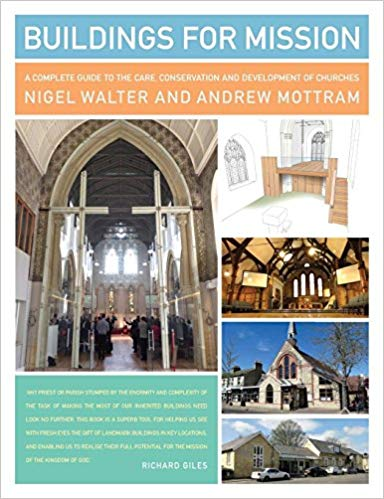 BUILDINGS FOR MISSION
A COMPLETE GUIDE TO THE CARE, CONSERVATION AND DEVELOPMENT OF CHURCHES
NIGEL WALTER AND ANDREW MOTTRAM
'ANY PRIEST OR PARISH STUMPED BY THE ENORMITY AND COMPLEXITY OF
THE TASK OF MAKING THE MOST OF OUR INHERITED BUILDINGS NEED
LOOK NO FURTHER. THIS BOOK IS A SUPERB TOOL FOR HELPING US SEE
WITH FRESH EYES THE GIFT OF LANDMARK BUILDINGS IN KEY LOCATIONS,
AND ENABLING US TO REALISE THEIR FULL POTENTIAL FOR THE MISSION
OF THE KINGDOM OF GOD.'
RICHARD GILES